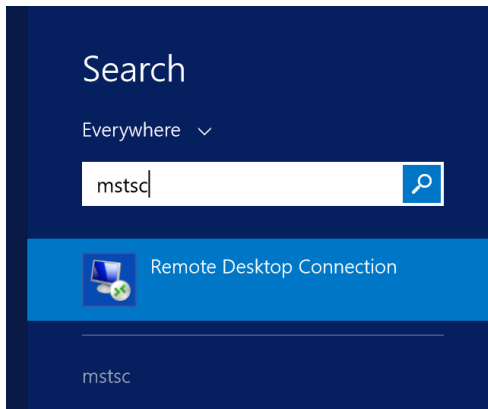 Search
Everywhere
mstsc
Remote Desktop Connection
mstsc